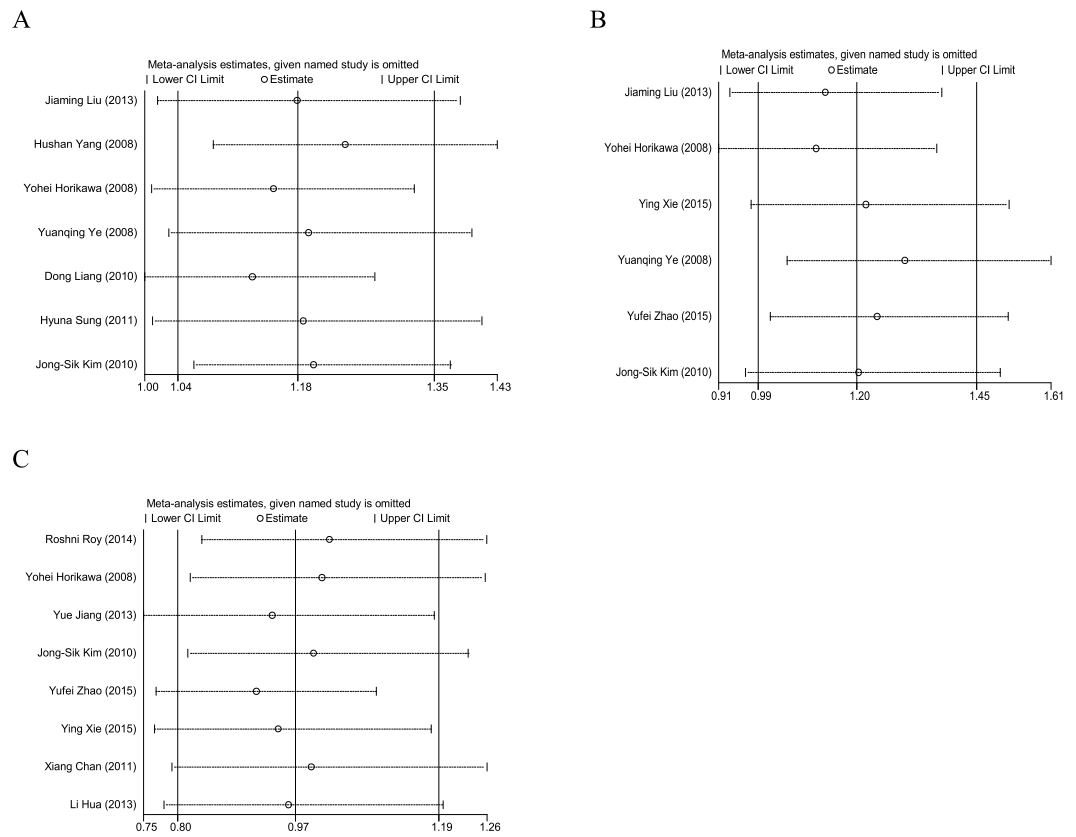 A
Meta-analysis estimates, given named study is omitted
Lower CI Limit Estimate Upper CI Limit
Jiaming Liu (2013)
Hushan Yang (2008)
Yohei Horikawa (2008)
Yuanqing Ye (2008)
Dong Liang (2010)
Hyuna Sung (2011)
Jong-Sik Kim (2010)
1.00 1.04 1.18 1.35 1.43
B
Meta-analysis estimates, given named study is omitted
Lower CI Limit Estimate Upper CI Limit
Jiaming Liu (2013)
Yohei Horikawa (2008)
Ying Xie (2015)
Yuanqing Ye (2008)
Yufei Zhao (2015)
Jong-Sik Kim (2010)
0.91 0.99 1.20 1.45 1.61
C
Meta-analysis estimates, given named study is omitted
Lower CI Limit Estimate Upper CI Limit
Roshni Roy (2014)
Yohei Horikawa (2008)
Yue Jiang (2013)
Jong-Sik Kim (2010)
Yufei Zhao (2015)
Ying Xie (2015)
Xiang Chan (2011)
Li Hua (2013)
0.75 0.80 0.97 1.19 1.26